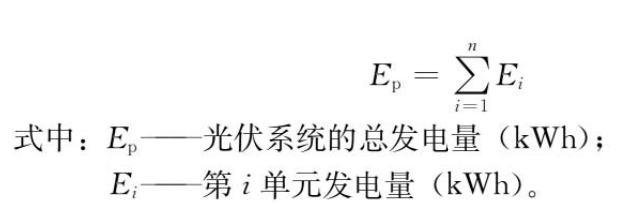 E_p = \sum_{i=1}^{n} E_i
式中：E_p——光伏系统的总发电量（kWh）；
E_i——第 i 单元发电量（kWh）。